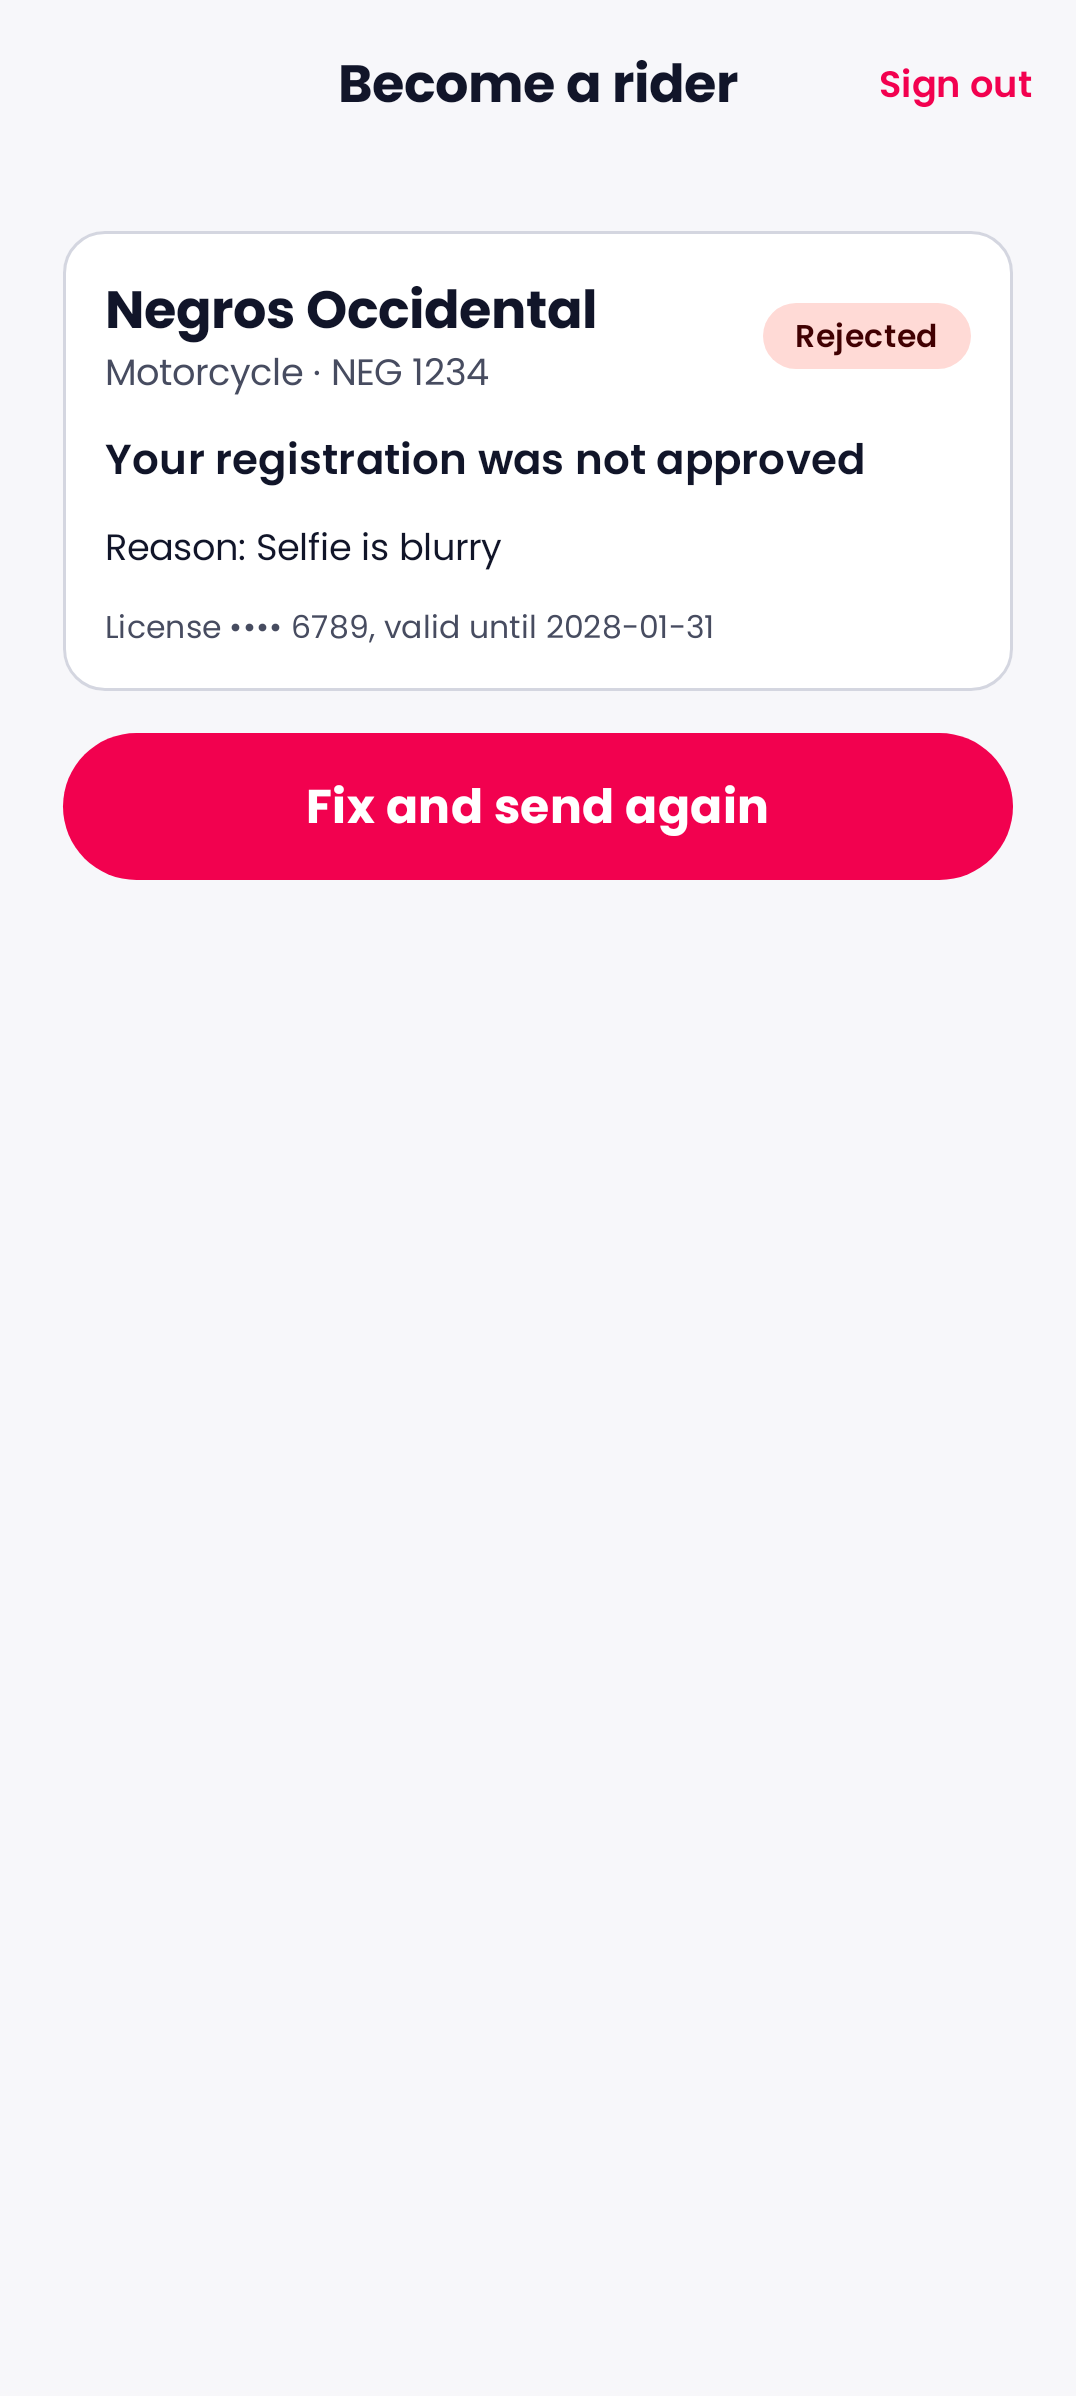 Become a rider
Sign out
Negros Occidental
Rejected
Motorcycle · NEG 1234
Your registration was not approved
Reason: Selfie is blurry
License •••• 6789, valid until 2028-01-31
Fix and send again